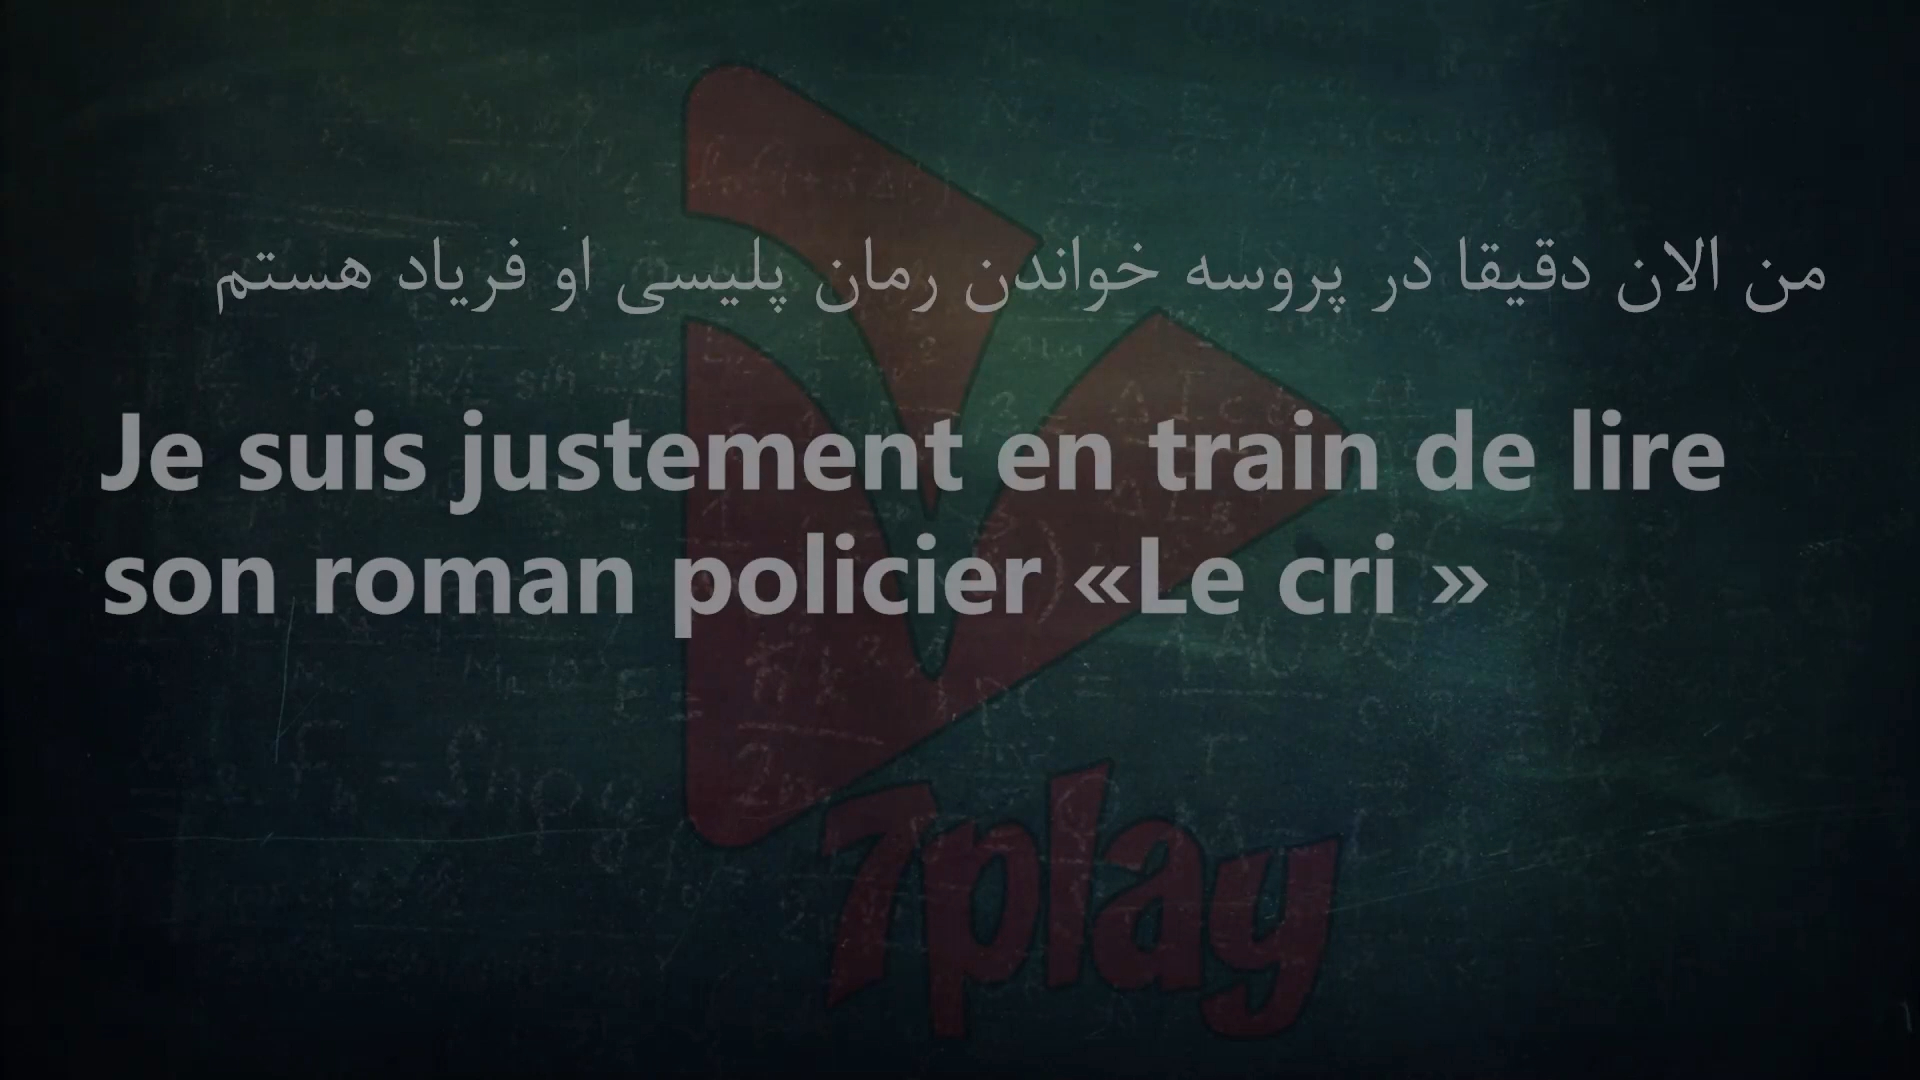 من الان دقیقا در پروسه خواندن رمان پلیسی او فریاد هستم
Je suis justement en train de lire
son roman policier «Le cri »
7play